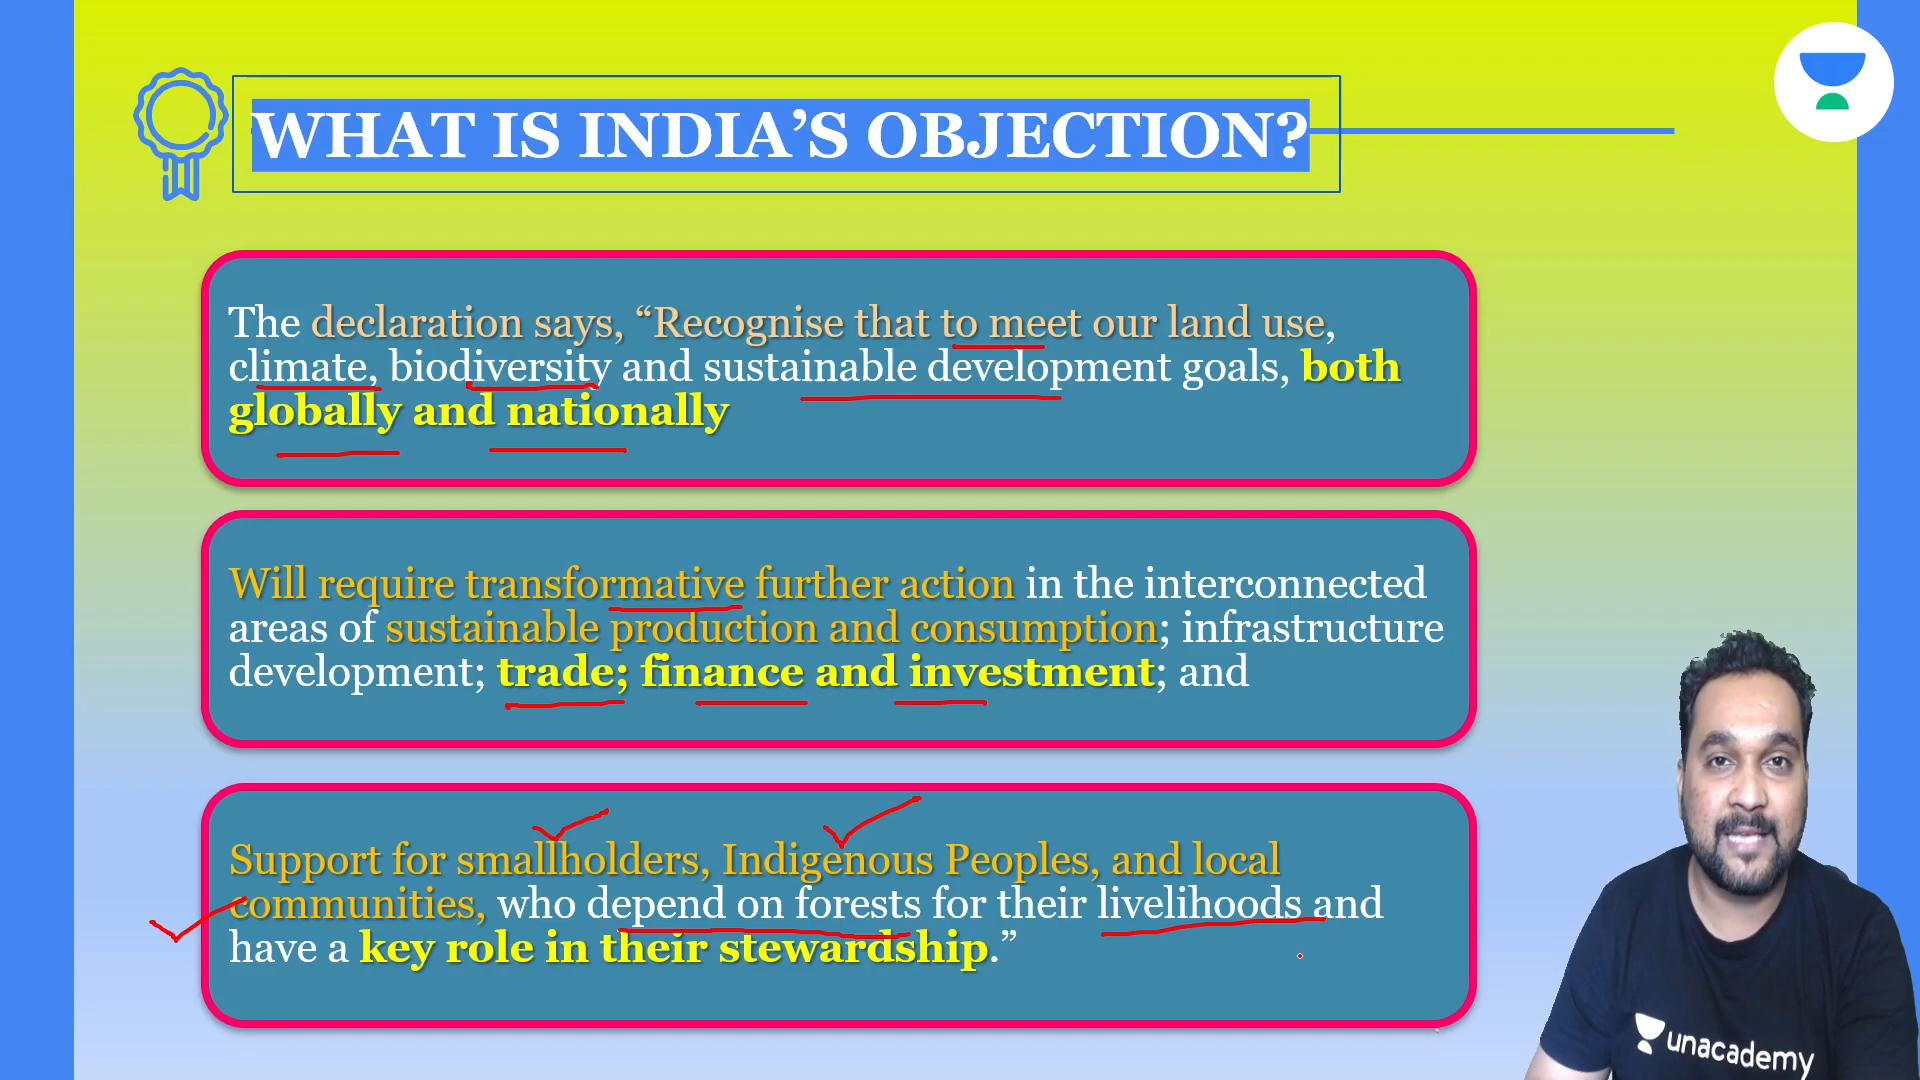 WHAT IS INDIA’S OBJECTION?
The declaration says, “Recognise that to meet our land use,
climate, biodiversity and sustainable development goals, both
globally and nationally
Will require transformative further action in the interconnected
areas of sustainable production and consumption; infrastructure
development; trade; finance and investment; and
Support for smallholders, Indigenous Peoples, and local
communities, who depend on forests for their livelihoods and
have a key role in their stewardship.”
unacademy